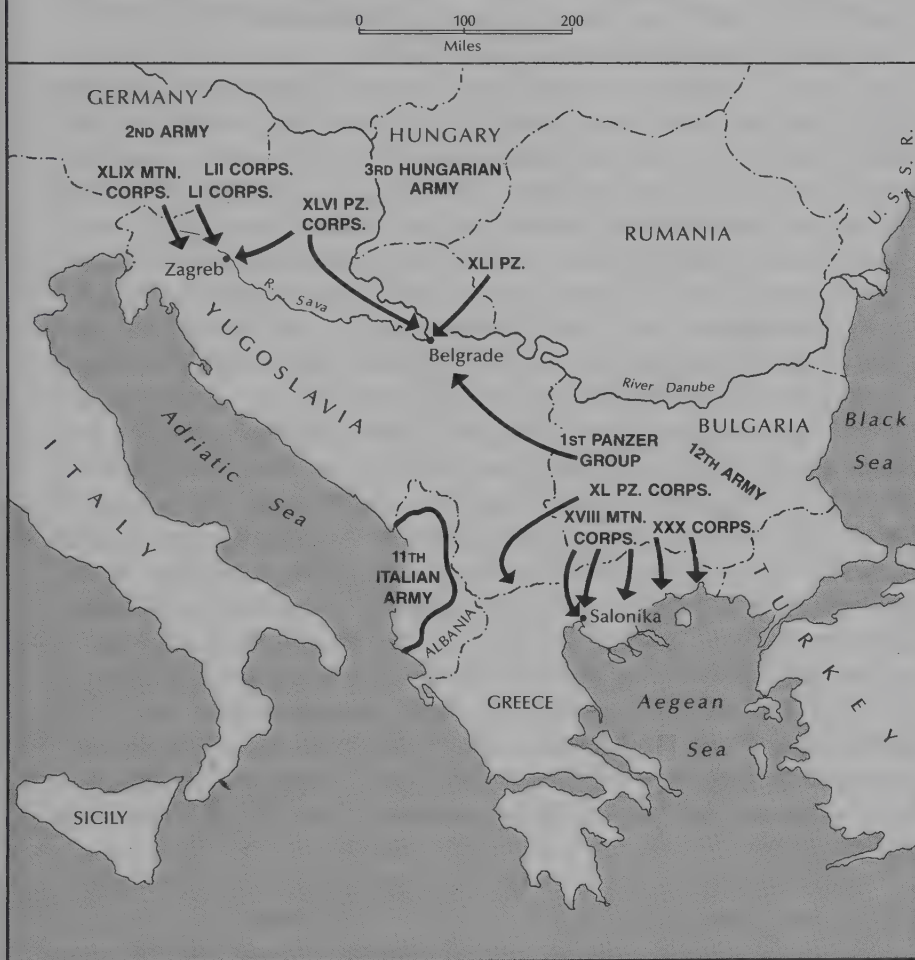 0 100 200
Miles
GERMANY
2ND ARMY
HUNGARY
3RD HUNGARIAN
ARMY
XLIX MTN.
CORPS.
LII CORPS.
LI CORPS.
XLVI PZ.
CORPS.
U.S.S.R.
RUMANIA
XLI PZ.
Zagreb
R. Sava
YUGOSLAVIA
Belgrade
River Danube
BULGARIA
Black
Sea
1ST PANZER
GROUP
12TH ARMY
XL PZ. CORPS.
XVIII MTN.
CORPS.
XXX CORPS.
ITALY
Adriatic Sea
11TH
ITALIAN
ARMY
ALBANIA
Salonika
TURKEY
GREECE
Aegean
Sea
SICILY